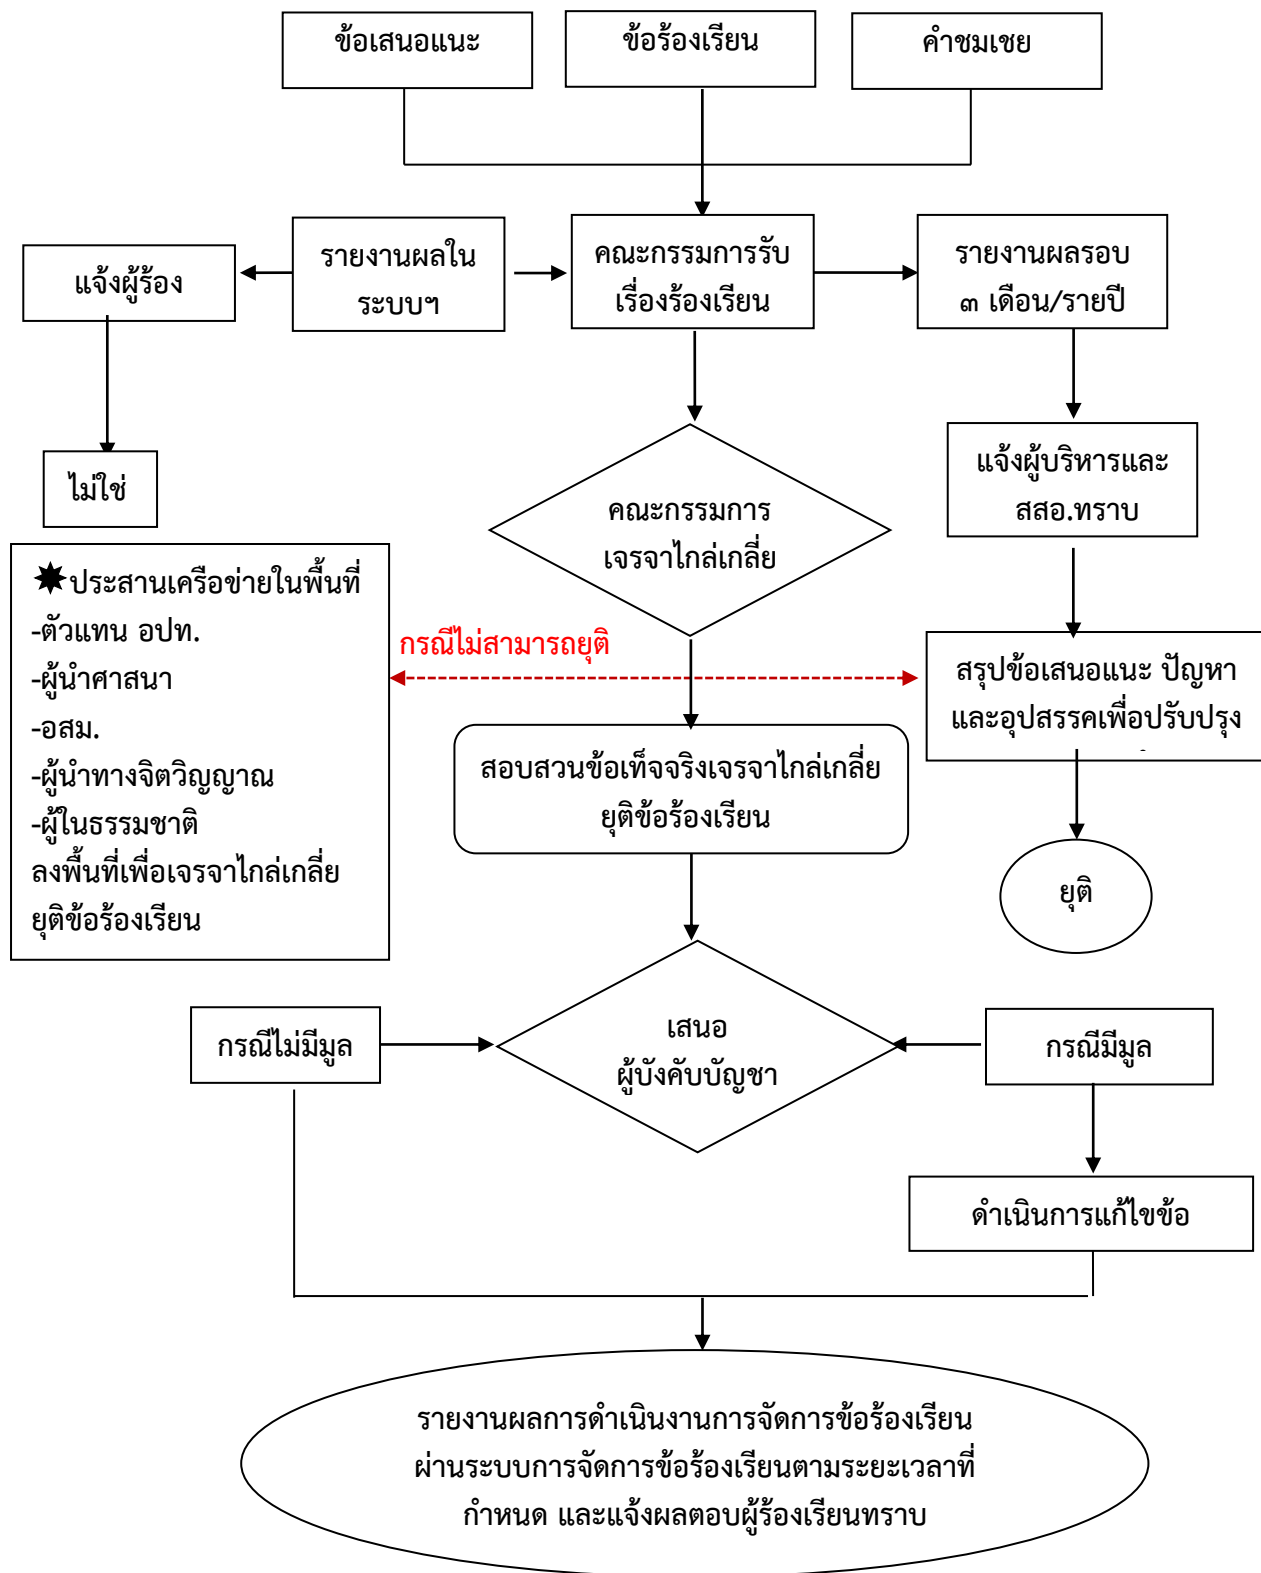 ข้อเสนอแนะ
ข้อร้องเรียน
คำชมเชย
แจ้งผู้ร้อง
รายงานผลใน
ระบบฯ
คณะกรรมการรับ
เรื่องร้องเรียน
รายงานผลรอบ
๓ เดือน/รายปี
ไม่ใช่
คณะกรรมการ
เจรจาไกล่เกลี่ย
แจ้งผู้บริหารและ
สสอ.ทราบ
ประสานเครือข่ายในพื้นที่
-ตัวแทน อปท.
-ผู้นำศาสนา
-อสม.
-ผู้นำทางจิตวิญญาณ
-ผู้ในธรรมชาติ
ลงพื้นที่เพื่อเจรจาไกล่เกลี่ย
ยุติข้อร้องเรียน
กรณีไม่สามารถยุติ
สรุปข้อเสนอแนะ ปัญหา
และอุปสรรคเพื่อปรับปรุง
สอบสวนข้อเท็จจริงเจรจาไกล่เกลี่ย
ยุติข้อร้องเรียน
ยุติ
กรณีไม่มีมูล
เสนอ
ผู้บังคับบัญชา
กรณีมีมูล
ดำเนินการแก้ไขข้อ
รายงานผลการดำเนินงานการจัดการข้อร้องเรียน
ผ่านระบบการจัดการข้อร้องเรียนตามระยะเวลาที่
กำหนด และแจ้งผลตอบผู้ร้องเรียนทราบ